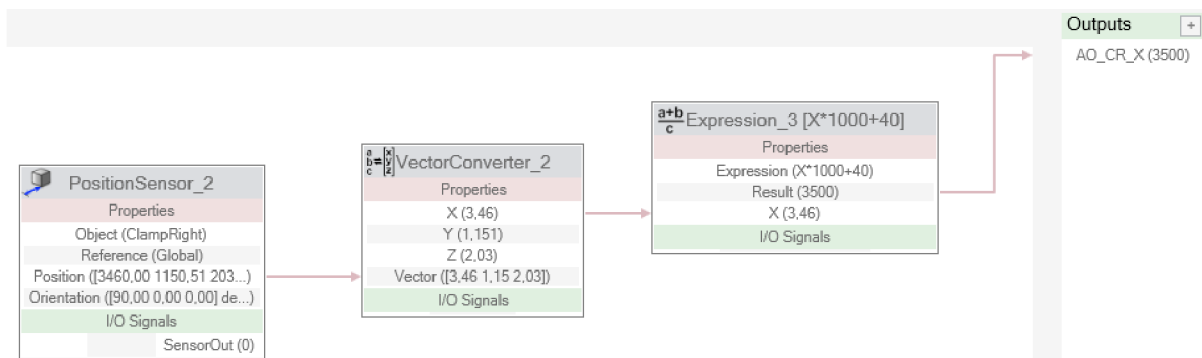 Outputs +
AO_CR_X (3500)
a+b
c
Expression_3 [X*1000+40]
Properties
Expression (X*1000+40)
Result (3500)
X (3,46)
I/O Signals
a
b
c
x
y
z
VectorConverter_2
Properties
X (3,46)
Y (1,151)
Z (2,03)
Vector ([3,46 1,15 2,03])
I/O Signals
PositionSensor_2
Properties
Object (ClampRight)
Reference (Global)
Position ([3460,00 1150,51 203...)
Orientation ([90,00 0,00 0,00] de...)
I/O Signals
SensorOut (0)